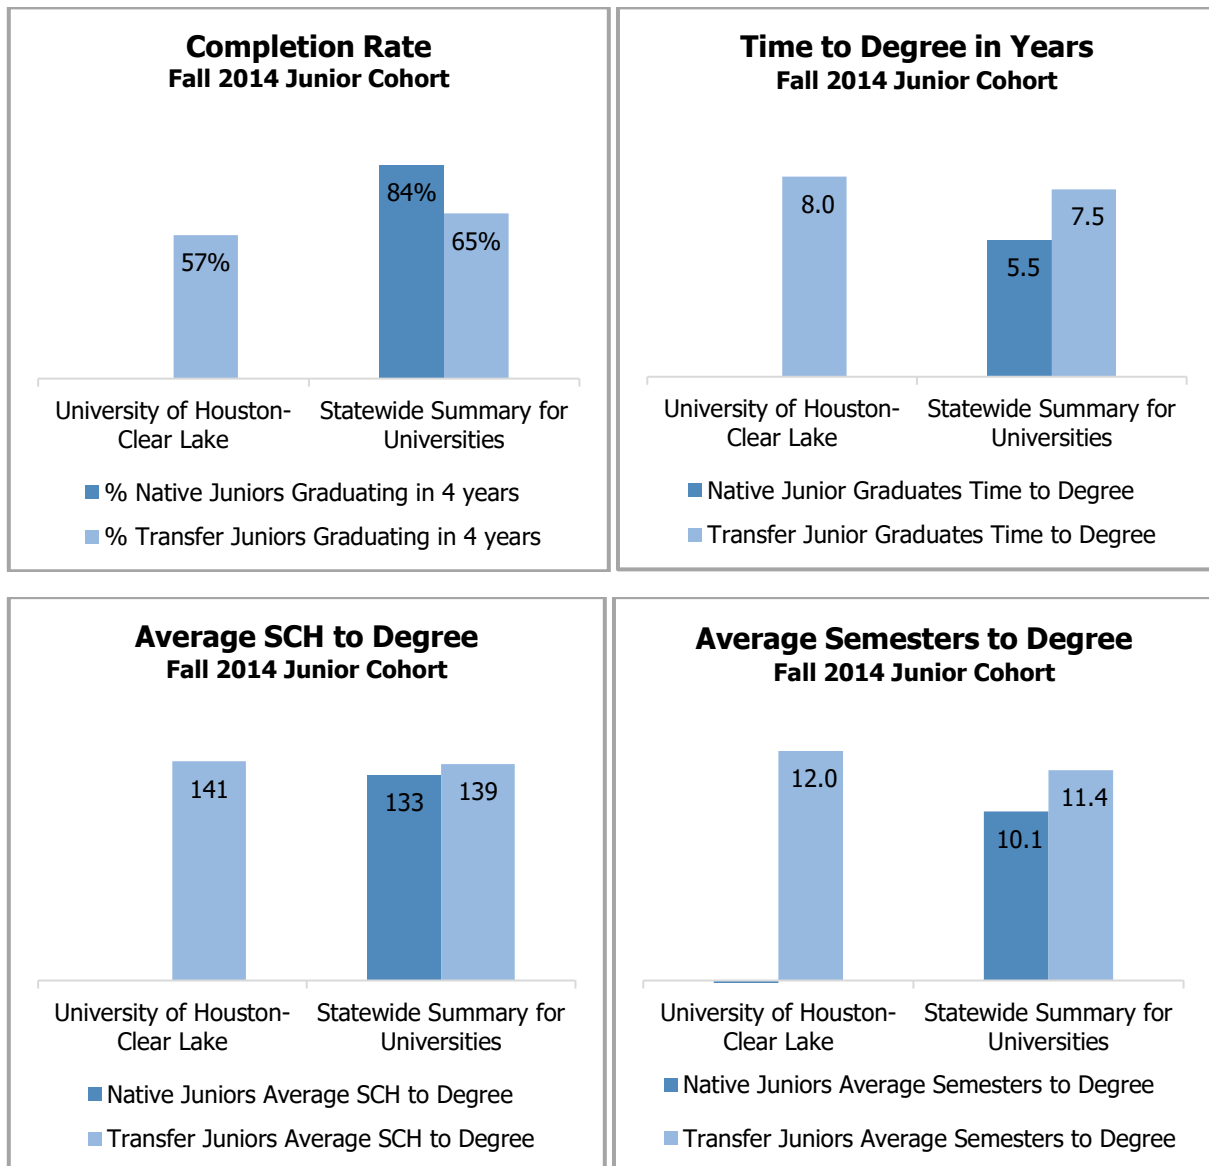 Completion Rate
Fall 2014 Junior Cohort
84%
65%
57%
University of Houston-
Clear Lake
Statewide Summary for
Universities
% Native Juniors Graduating in 4 years
% Transfer Juniors Graduating in 4 years
Time to Degree in Years
Fall 2014 Junior Cohort
8.0
7.5
5.5
University of Houston-
Clear Lake
Statewide Summary for
Universities
Native Junior Graduates Time to Degree
Transfer Junior Graduates Time to Degree
Average SCH to Degree
Fall 2014 Junior Cohort
141
133
139
University of Houston-
Clear Lake
Statewide Summary for
Universities
Native Juniors Average SCH to Degree
Transfer Juniors Average SCH to Degree
Average Semesters to Degree
Fall 2014 Junior Cohort
12.0
11.4
10.1
University of Houston-
Clear Lake
Statewide Summary for
Universities
Native Juniors Average Semesters to Degree
Transfer Juniors Average Semesters to Degree